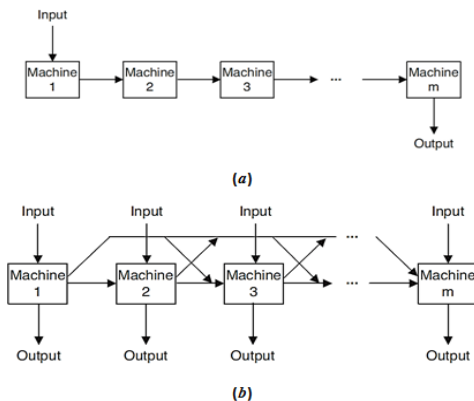 Input
Machine 1
Machine 2
Machine 3
...
Machine m
Output
(a)
Input Input Input Input
...
Machine 1
Machine 2
Machine 3
...
Machine m
Output Output Output Output
(b)